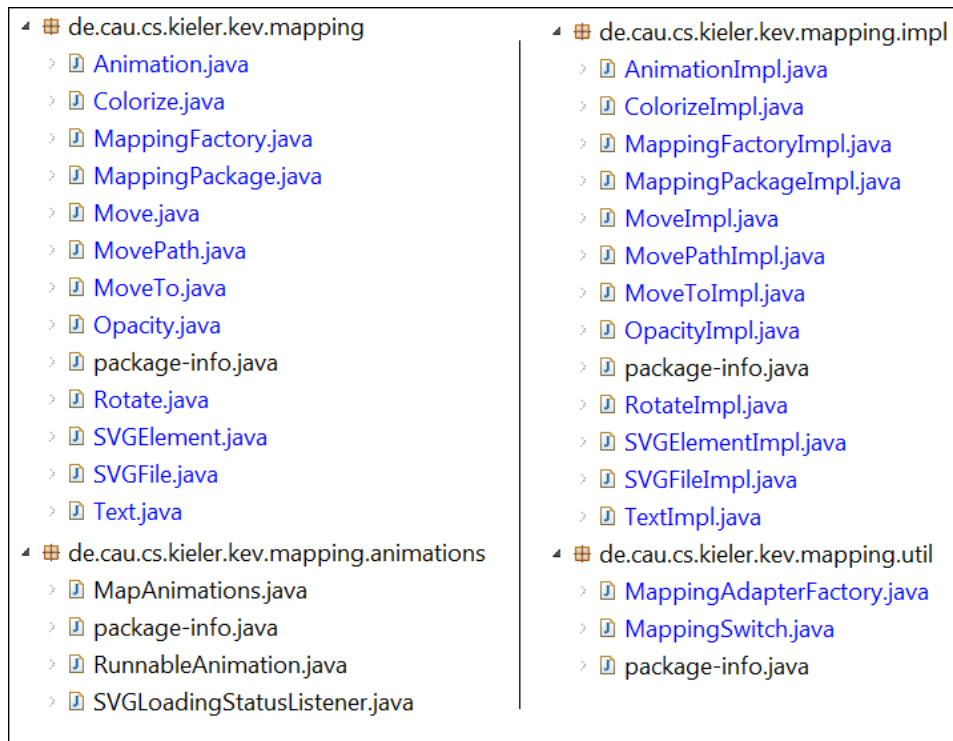 de.cau.cs.kieler.kev.mapping
Animation.java
Colorize.java
MappingFactory.java
MappingPackage.java
Move.java
MovePath.java
MoveTo.java
Opacity.java
package-info.java
Rotate.java
SVGElement.java
SVGFile.java
Text.java
de.cau.cs.kieler.kev.mapping.animations
MapAnimations.java
package-info.java
RunnableAnimation.java
SVGLoadingStatusListener.java
de.cau.cs.kieler.kev.mapping.impl
AnimationImpl.java
ColorizeImpl.java
MappingFactoryImpl.java
MappingPackageImpl.java
MoveImpl.java
MovePathImpl.java
MoveToImpl.java
OpacityImpl.java
package-info.java
RotateImpl.java
SVGElementImpl.java
SVGFileImpl.java
TextImpl.java
de.cau.cs.kieler.kev.mapping.util
MappingAdapterFactory.java
MappingSwitch.java
package-info.java